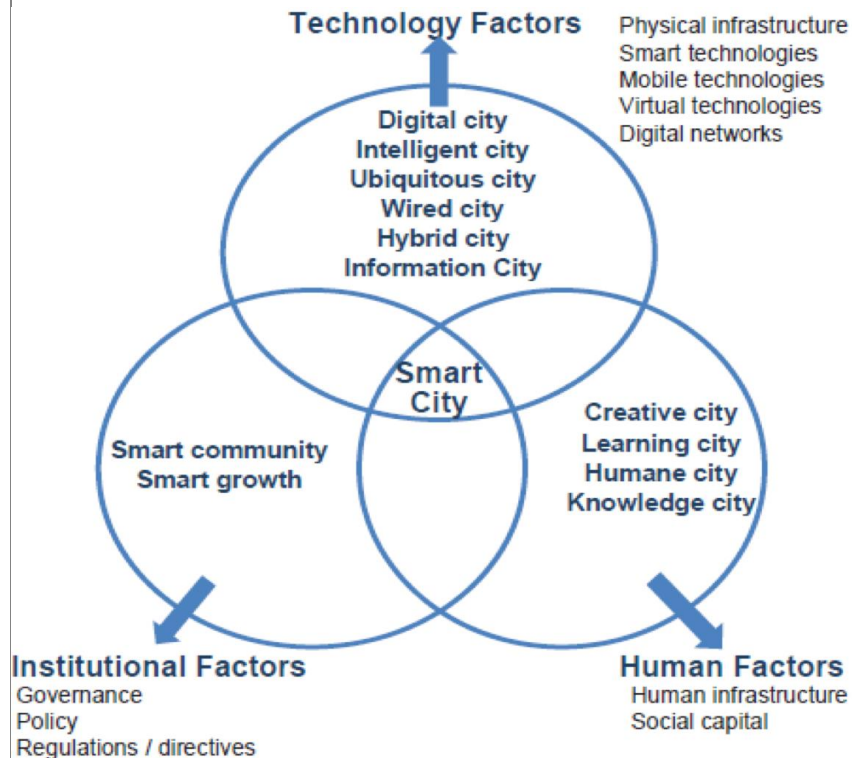 Technology Factors
Physical infrastructure
Smart technologies
Mobile technologies
Virtual technologies
Digital networks
Digital city
Intelligent city
Ubiquitous city
Wired city
Hybrid city
Information City
Smart
City
Smart community
Smart growth
Creative city
Learning city
Humane city
Knowledge city
Institutional Factors
Governance
Policy
Regulations / directives
Human Factors
Human infrastructure
Social capital